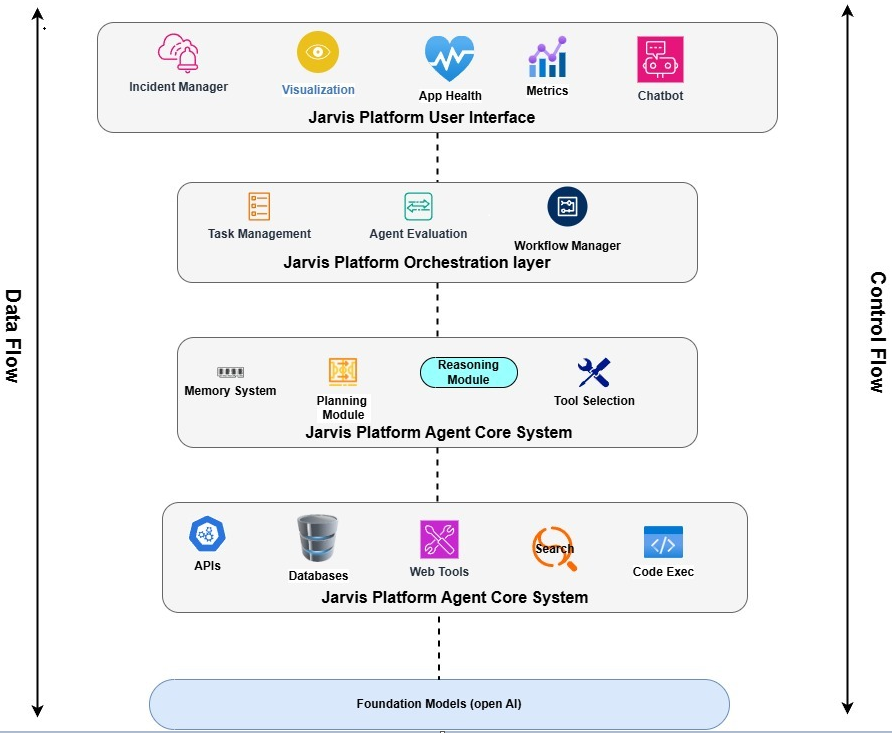 Incident Manager
Visualization
App Health
Metrics
Chatbot
Jarvis Platform User Interface
Task Management
Agent Evaluation
Workflow Manager
Jarvis Platform Orchestration layer
Data Flow
Control Flow
Memory System
Planning
Module
Reasoning
Module
Tool Selection
Jarvis Platform Agent Core System
APIs
Databases
Web Tools
Search
Code Exec
Jarvis Platform Agent Core System
Foundation Models (open AI)